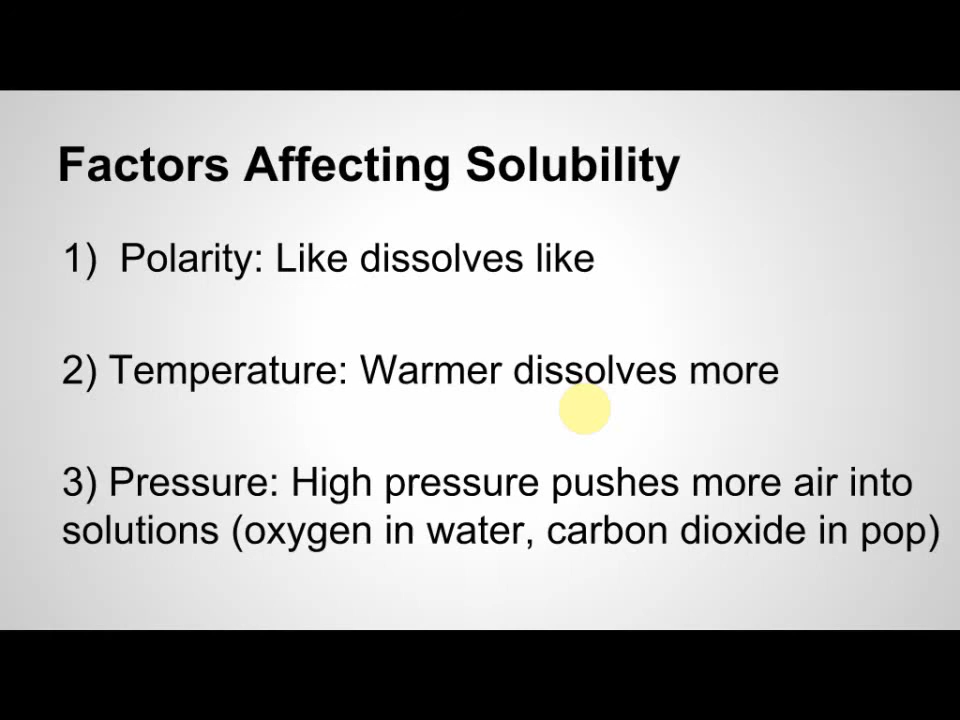 Factors Affecting Solubility
1) Polarity: Like dissolves like
2) Temperature: Warmer dissolves more
3) Pressure: High pressure pushes more air into
solutions (oxygen in water, carbon dioxide in pop)